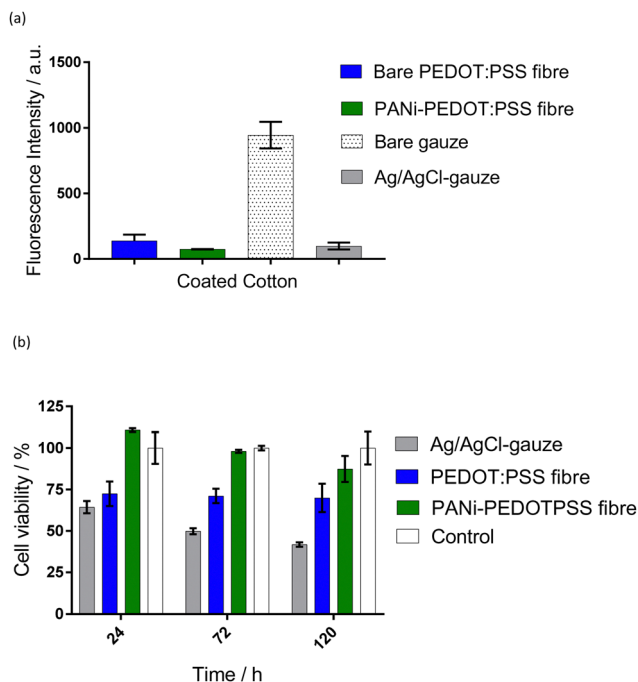 (a)
1500
1000
500
0
Fluorescence Intensity / a.u.
Coated Cotton
Bare PEDOT:PSS fibre
PANi-PEDOT:PSS fibre
Bare gauze
Ag/AgCl-gauze
(b)
125
100
75
50
25
0
Cell viability / %
24
72
120
Time / h
Ag/AgCl-gauze
PEDOT:PSS fibre
PANi-PEDOTPSS fibre
Control